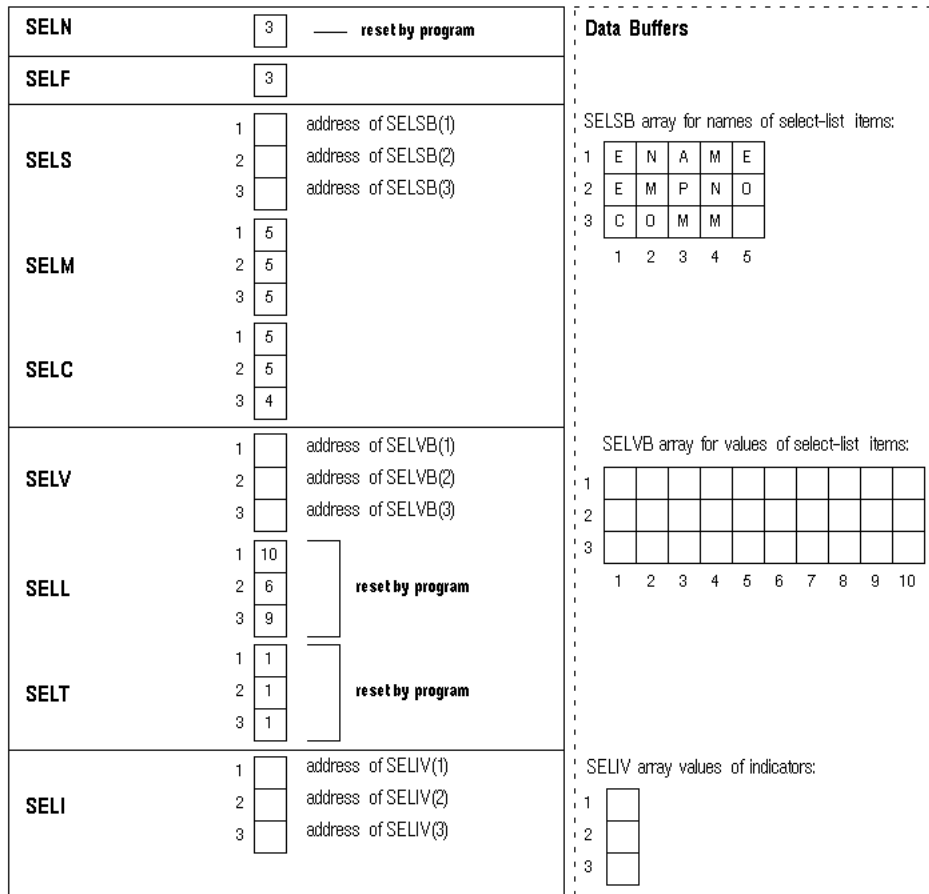 SELN 3 reset by program
SELF 3
SELS
1 address of SELSB(1)
2 address of SELSB(2)
3 address of SELSB(3)
SELM
1 5
2 5
3 5
SELC
1 5
2 5
3 4
SELV
1 address of SELVB(1)
2 address of SELVB(2)
3 address of SELVB(3)
SELL
1 10
2 6
3 9
reset by program
SELT
1 1
2 1
3 1
reset by program
SELI
1 address of SELIV(1)
2 address of SELIV(2)
3 address of SELIV(3)
Data Buffers
SELSB array for names of select-list items:
1 E N A M E
2 E M P N O
3 C O M M
1 2 3 4 5
SELVB array for values of select-list items:
1
2
3
1 2 3 4 5 6 7 8 9 10
SELIV array values of indicators:
1
2
3